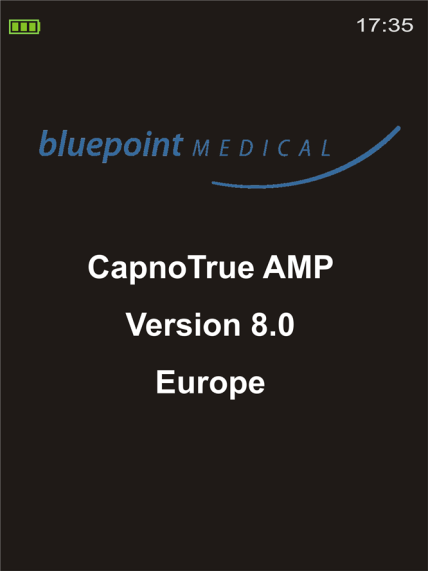 17:35
bluepoint MEDICAL
CapnoTrue AMP
Version 8.0
Europe